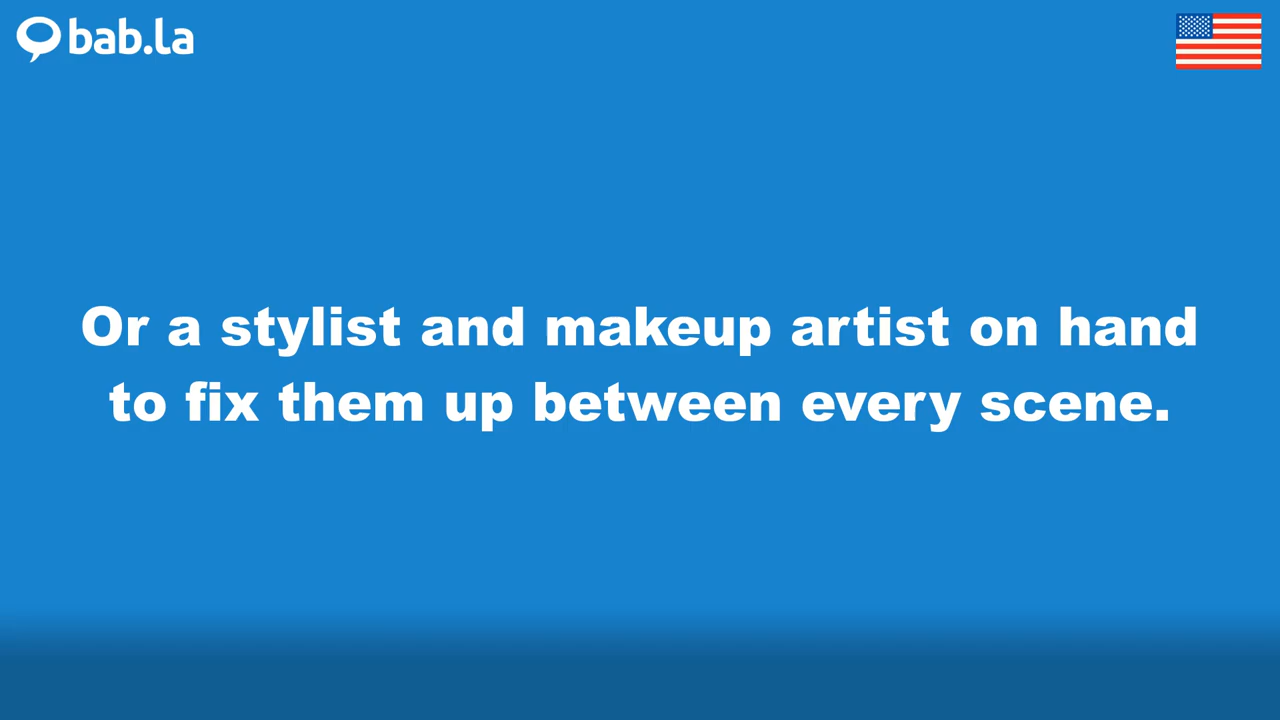 bab.la
Or a stylist and makeup artist on hand
to fix them up between every scene.